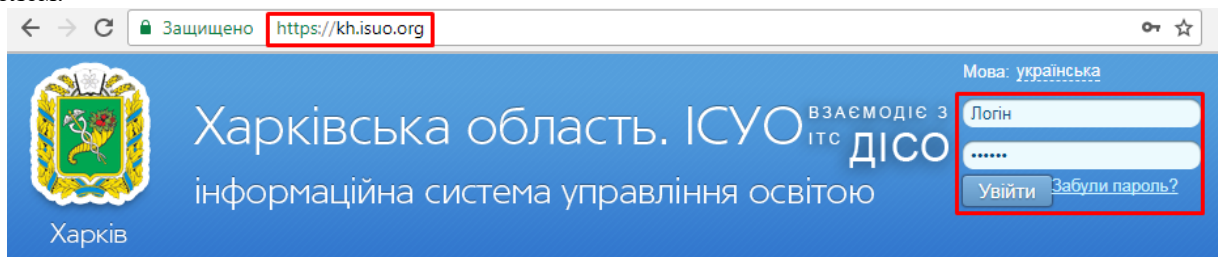 Защищено https://kh.isuo.org
Мова: українська
Харківська область. ІСУО
ВЗАЄМОДІЄ З
ІТС ДІСО
інформаційна система управління освітою
Логін
••••••
Увійти Забули пароль?
Харків